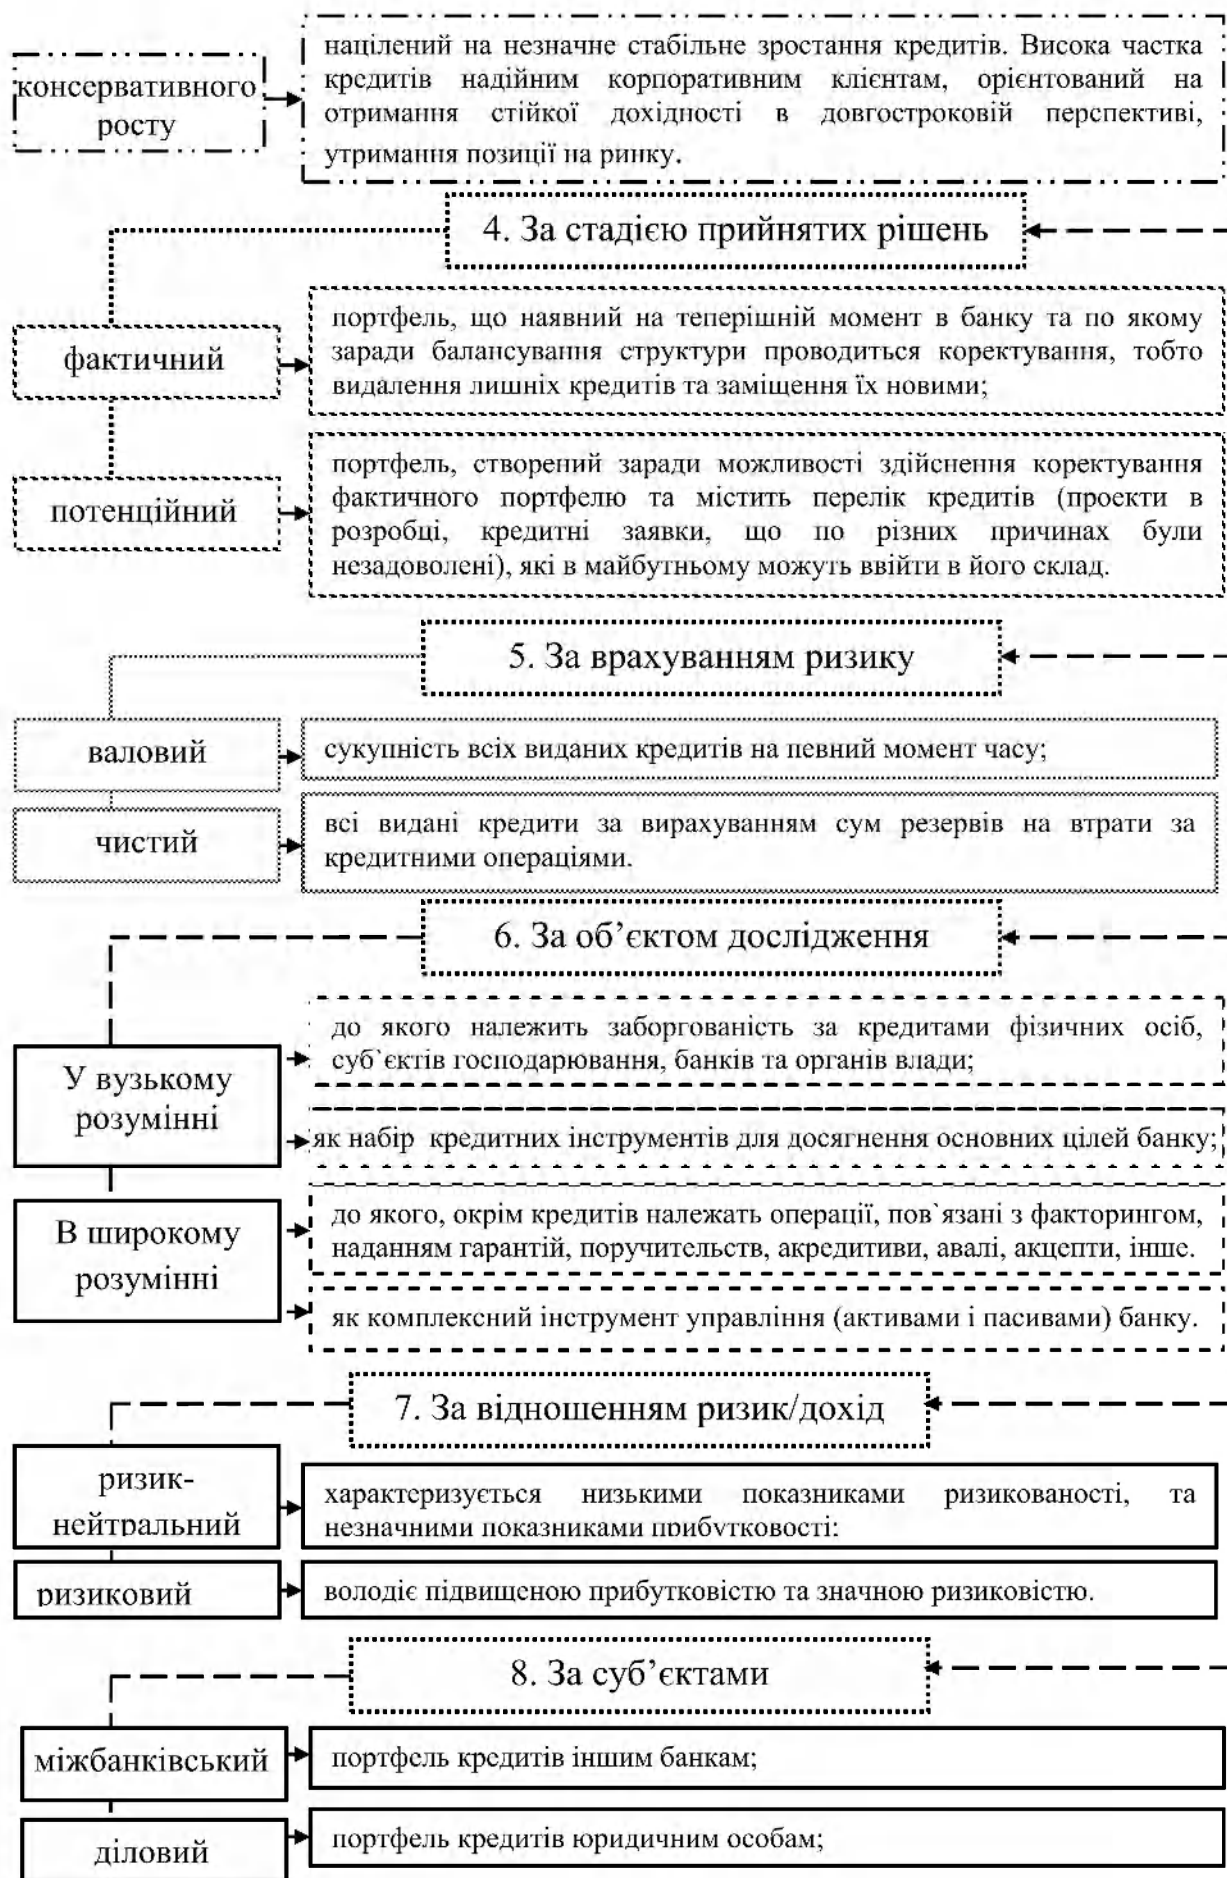 консервативного
росту
націлений на незначне стабільне зростання кредитів. Висока частка
кредитів надійним корпоративним клієнтам, орієнтований на
отримання стійкої дохідності в довгостроковій перспективі,
утримання позиції на ринку.
4. За стадією прийнятих рішень
фактичний
портфель, що наявний на теперішній момент в банку та по якому
заради балансування структури проводиться коректування, тобто
видалення лишніх кредитів та заміщення їх новими;
потенційний
портфель, створений заради можливості здійснення коректування
фактичного портфелю та містить перелік кредитів (проекти в
розробці, кредитні заявки, що по різних причинах були
незадоволені), які в майбутньому можуть ввійти в його склад.
5. За врахуванням ризику
валовий
сукупність всіх виданих кредитів на певний момент часу;
чистий
всі видані кредити за вирахуванням сум резервів на втрати за
кредитними операціями.
6. За об’єктом дослідження
У вузькому
розумінні
до якого належить заборгованість за кредитами фізичних осіб,
суб`єктів господарювання, банків та органів влади;
як набір кредитних інструментів для досягнення основних цілей банку;
В широкому
розумінні
до якого, окрім кредитів належать операції, пов`язані з факторингом,
наданням гарантій, поручительств, акредитиви, авалі, акцепти, інше.
як комплексний інструмент управління (активами і пасивами) банку.
7. За відношенням ризик/дохід
ризик-
нейтральний
характеризується низькими показниками ризикованості, та
незначними показниками прибутковості;
ризиковий
володіє підвищеною прибутковістю та значною ризиковістю.
8. За суб’єктами
міжбанківський
портфель кредитів іншим банкам;
діловий
портфель кредитів юридичним особам;